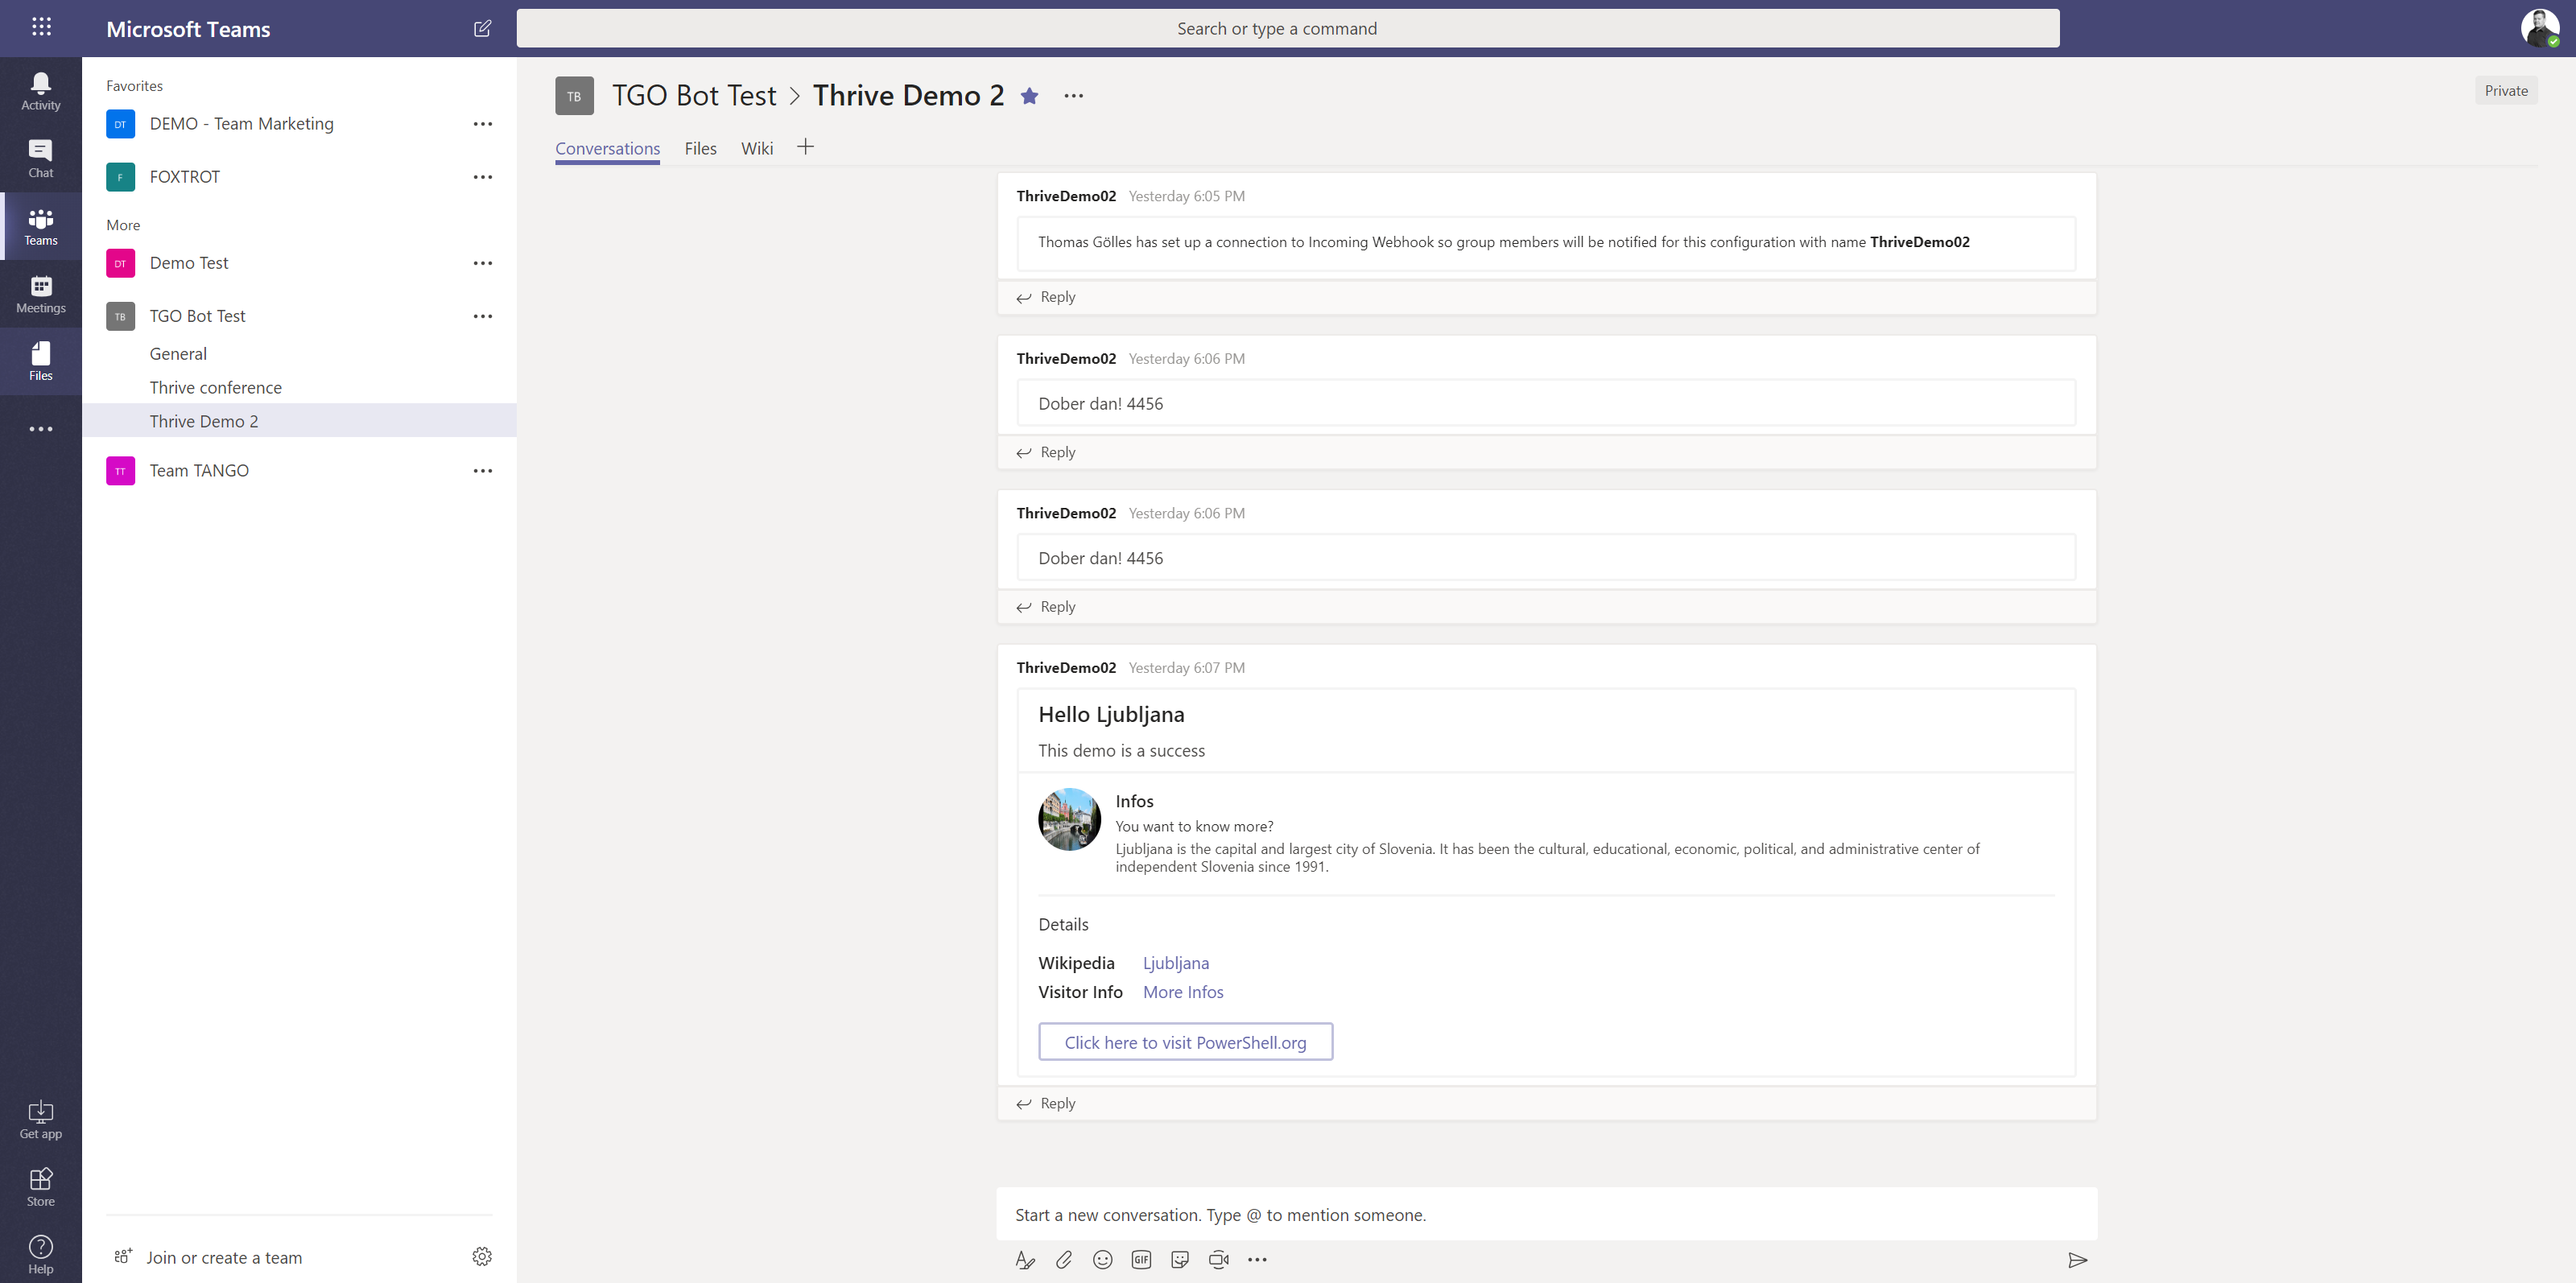 Microsoft Teams
Search or type a command
Activity
Chat
Teams
Meetings
Files
Get app
Store
Help
Favorites
DT DEMO - Team Marketing
F FOXTROT
More
DT Demo Test
TB TGO Bot Test
General
Thrive conference
Thrive Demo 2
TT Team TANGO
Join or create a team
TB TGO Bot Test > Thrive Demo 2
Private
Conversations Files Wiki
ThriveDemo02 Yesterday 6:05 PM
Thomas Gölles has set up a connection to Incoming Webhook so group members will be notified for this configuration with name ThriveDemo02
Reply
ThriveDemo02 Yesterday 6:06 PM
Dober dan! 4456
Reply
ThriveDemo02 Yesterday 6:06 PM
Dober dan! 4456
Reply
ThriveDemo02 Yesterday 6:07 PM
Hello Ljubljana
This demo is a success
Infos
You want to know more?
Ljubljana is the capital and largest city of Slovenia. It has been the cultural, educational, economic, political, and administrative center of
independent Slovenia since 1991.
Details
Wikipedia Ljubljana
Visitor Info More Infos
Click here to visit PowerShell.org
Reply
Start a new conversation. Type @ to mention someone.
GIF